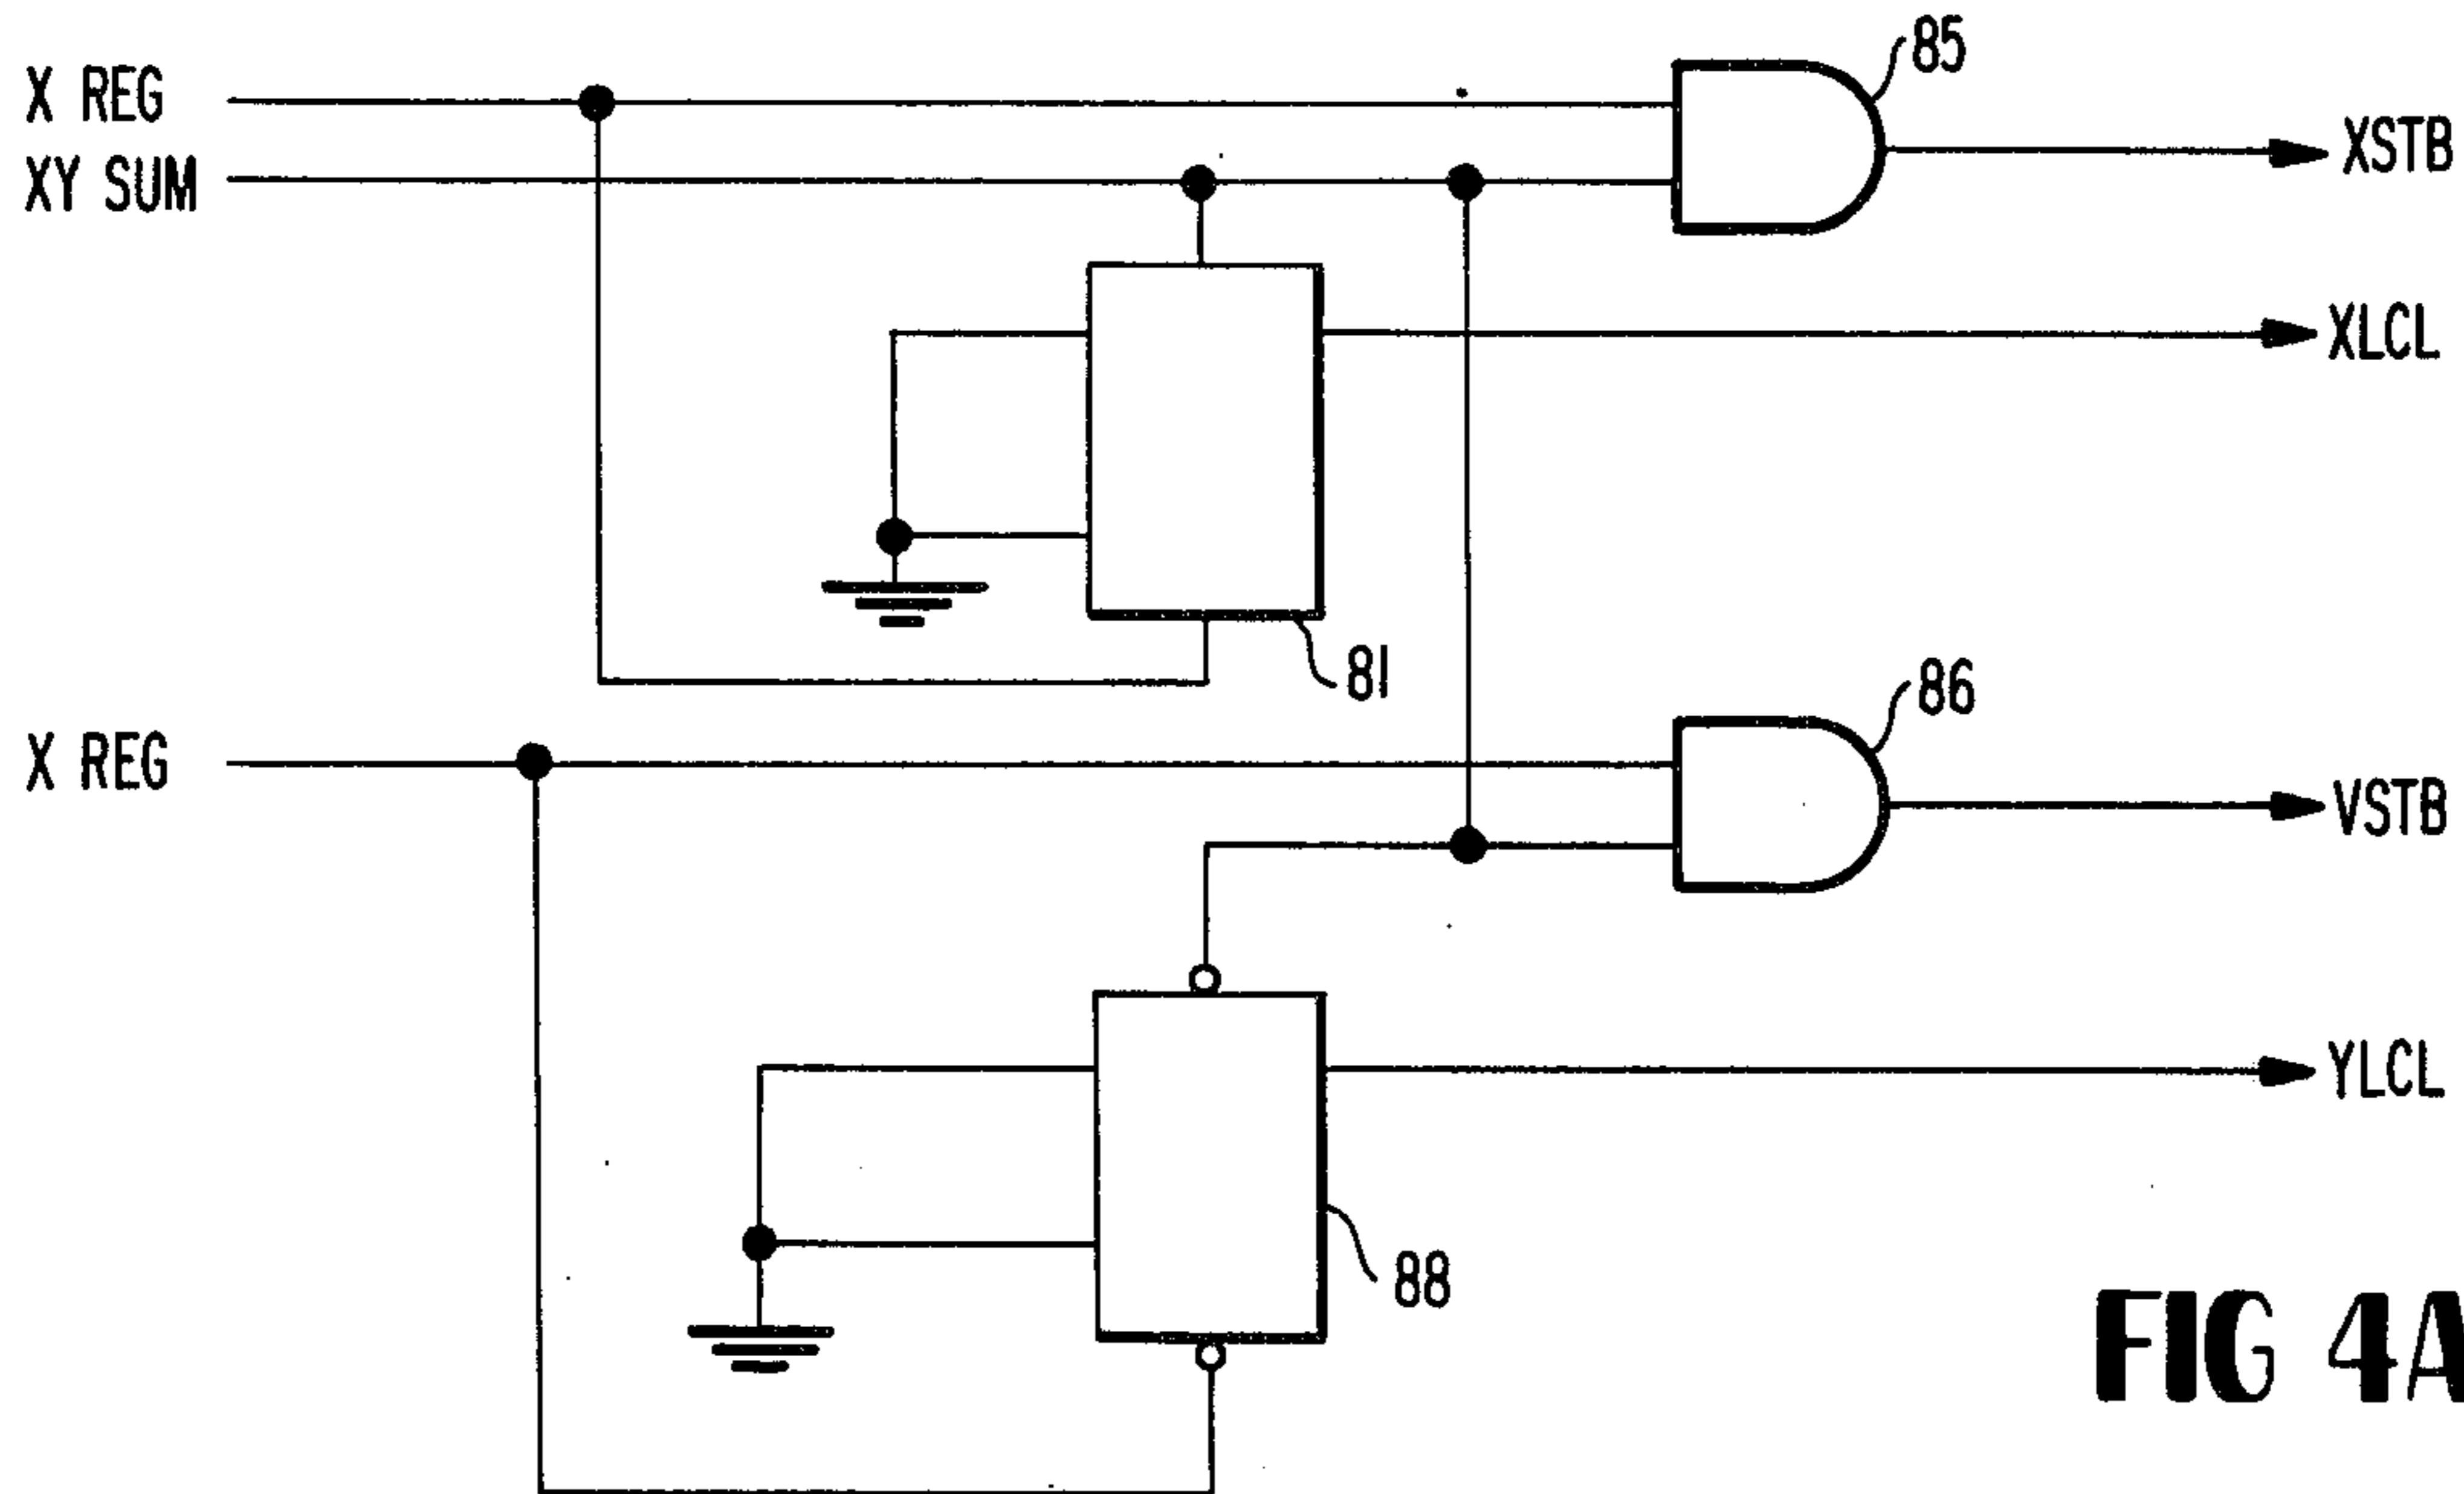 85
X REG
XSTB
XY SUM
XLCL
81
86
X REG
VSTB
YLCL
88
FIG 4A